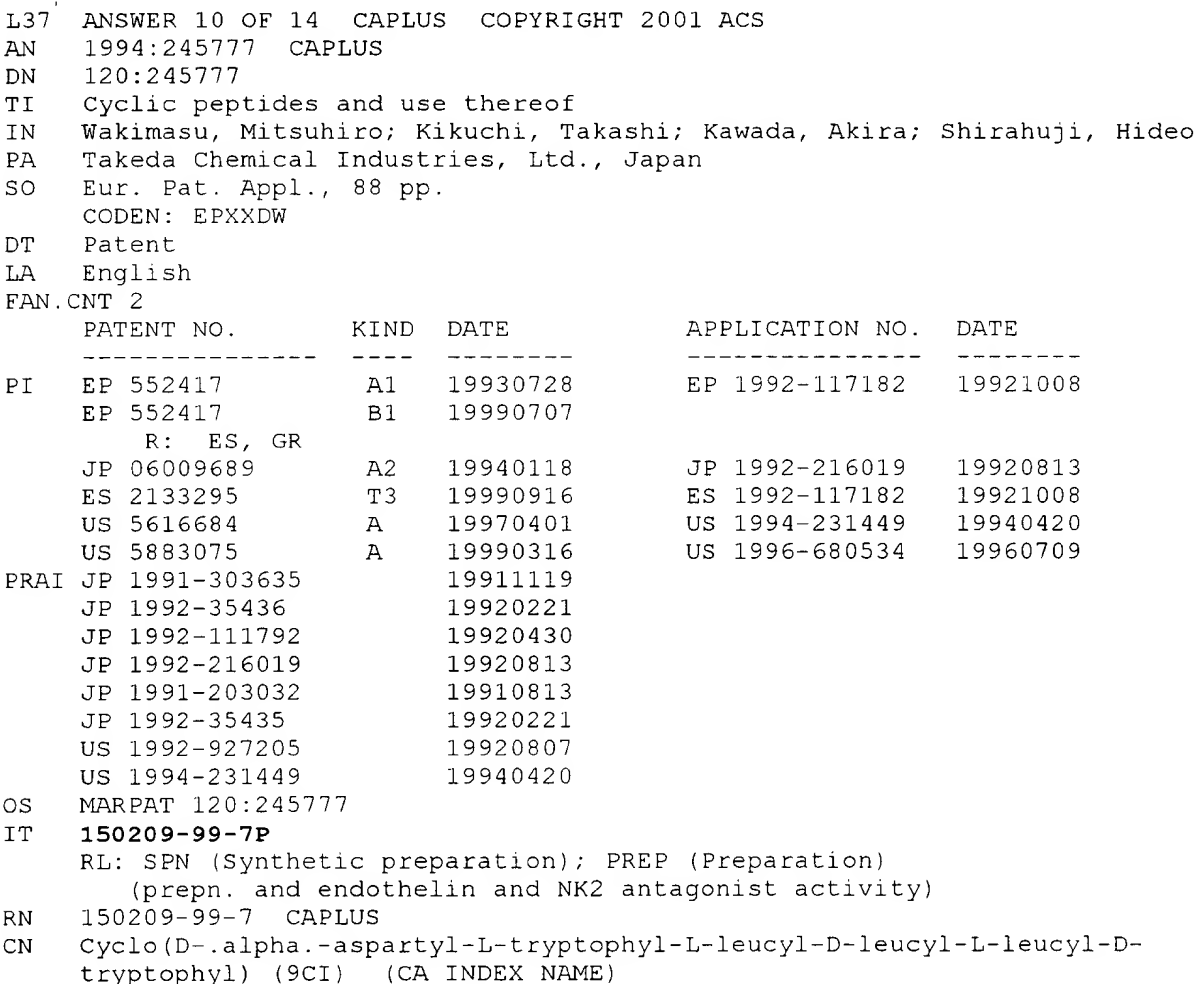 L37 ANSWER 10 OF 14 CAPLUS COPYRIGHT 2001 ACS
AN 1994:245777 CAPLUS
DN 120:245777
TI Cyclic peptides and use thereof
IN Wakimasu, Mitsuhiro; Kikuchi, Takashi; Kawada, Akira; Shirahuji, Hideo
PA Takeda Chemical Industries, Ltd., Japan
SO Eur. Pat. Appl., 88 pp.
CODEN: EPXXDW
DT Patent
LA English
FAN.CNT 2
PATENT NO. KIND DATE APPLICATION NO. DATE
--------------- ---- -------- --------------- --------
PI EP 552417 A1 19930728 EP 1992-117182 19921008
EP 552417 B1 19990707
R: ES, GR
JP 06009689 A2 19940118 JP 1992-216019 19920813
ES 2133295 T3 19990916 ES 1992-117182 19921008
US 5616684 A 19970401 US 1994-231449 19940420
US 5883075 A 19990316 US 1996-680534 19960709
PRAI JP 1991-303635 19911119
JP 1992-35436 19920221
JP 1992-111792 19920430
JP 1992-216019 19920813
JP 1991-203032 19910813
JP 1992-35435 19920221
US 1992-927205 19920807
US 1994-231449 19940420
OS MARPAT 120:245777
IT 150209-99-7P
RL: SPN (Synthetic preparation); PREP (Preparation)
(prepn. and endothelin and NK2 antagonist activity)
RN 150209-99-7 CAPLUS
CN Cyclo(D-.alpha.-aspartyl-L-tryptophyl-L-leucyl-D-leucyl-L-leucyl-D-
tryptophyl) (9CI) (CA INDEX NAME)